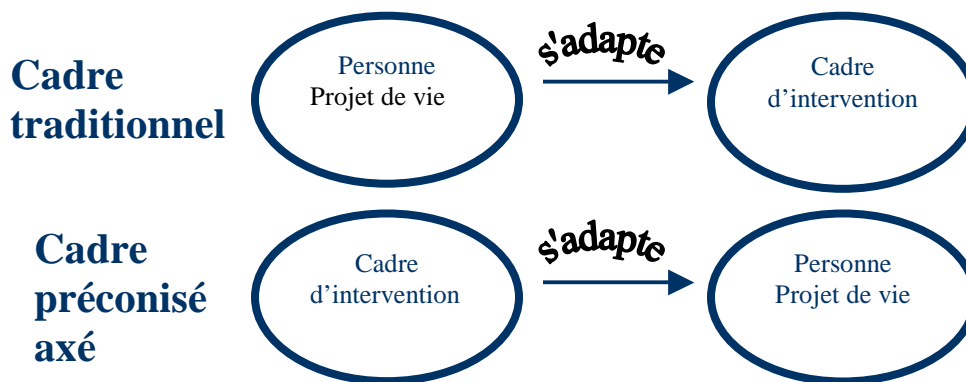 Cadre
traditionnel
Personne
Projet de vie
s'adapte
Cadre
d'intervention
Cadre
préconisé
axé
Cadre
d'intervention
s'adapte
Personne
Projet de vie